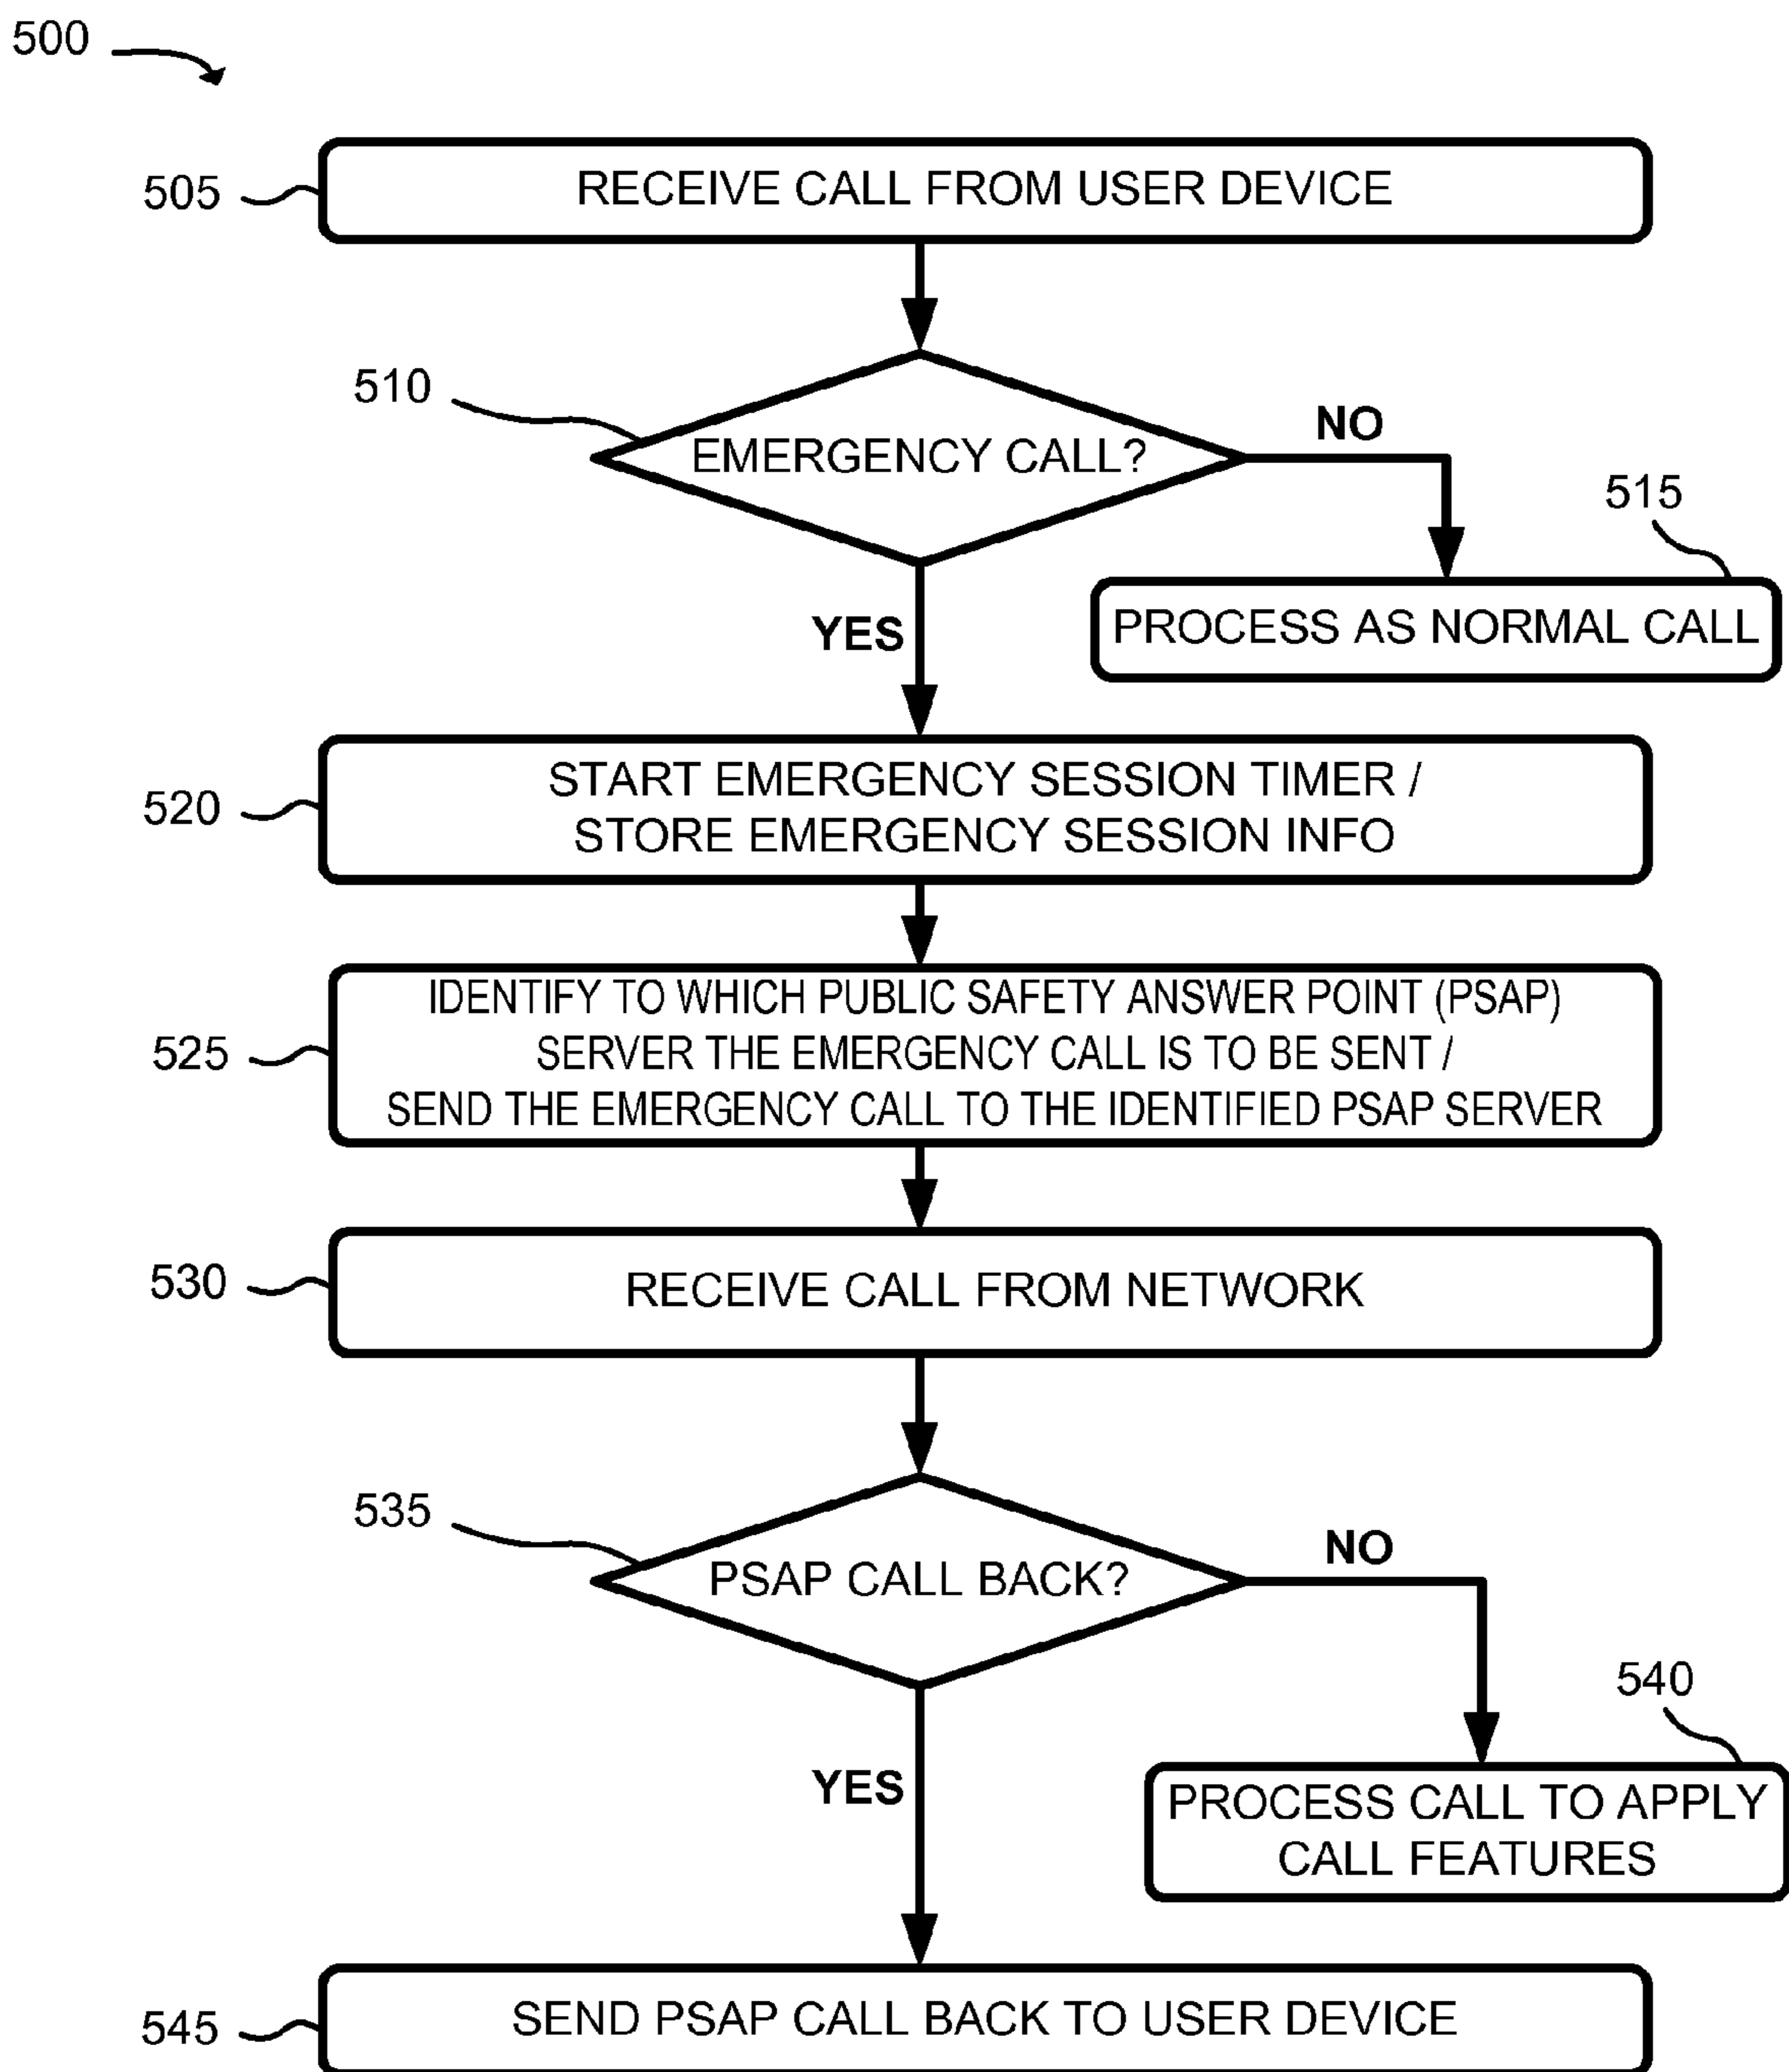 500
505
RECEIVE CALL FROM USER DEVICE
510
EMERGENCY CALL?
NO
515
PROCESS AS NORMAL CALL
YES
520
START EMERGENCY SESSION TIMER /
STORE EMERGENCY SESSION INFO
525
IDENTIFY TO WHICH PUBLIC SAFETY ANSWER POINT (PSAP)
SERVER THE EMERGENCY CALL IS TO BE SENT /
SEND THE EMERGENCY CALL TO THE IDENTIFIED PSAP SERVER
530
RECEIVE CALL FROM NETWORK
535
PSAP CALL BACK?
NO
540
PROCESS CALL TO APPLY
CALL FEATURES
YES
545
SEND PSAP CALL BACK TO USER DEVICE